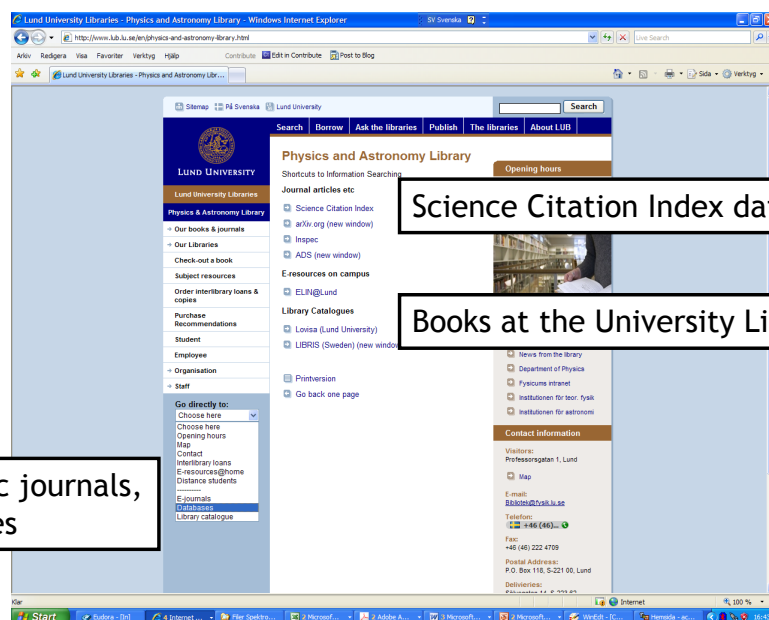 Lund University Libraries - Physics and Astronomy Library - Windows Internet Explorer
SV Svenska
http://www.lub.lu.se/en/physics-and-astronomy-library.html
Live Search
Arkiv Redigera Visa Favoriter Verktyg Hjälp
Contribute Edit in Contribute Post to Blog
Lund University Libraries - Physics and Astronomy Libr...
Sida Verktyg
Sitemap På Svenska Lund University
Search
Search Borrow Ask the libraries Publish The libraries About LUB
LUND UNIVERSITY
Lund University Libraries
Physics & Astronomy Library
Our books & journals
Our Libraries
Check-out a book
Subject resources
Order interlibrary loans &
copies
Purchase
Recommendations
Student
Employee
Organisation
Staff
Go directly to:
Choose here
Choose here
Opening hours
Map
Contact
Interlibrary loans
E-resources@home
Distance students
----------
E-journals
Databases
Library catalogue
c journals,
es
Physics and Astronomy Library
Shortcuts to Information Searching
Journal articles etc
Science Citation Index
arXiv.org (new window)
Inspec
ADS (new window)
E-resources on campus
ELIN@Lund
Library Catalogues
Lovisa (Lund University)
LIBRIS (Sweden) (new window
Printversion
Go back one page
Opening hours
Science Citation Index da
Books at the University Li
News from the library
Department of Physics
Fysicums intranet
Institutionen för teor. fysik
Institutionen för astronomi
Contact information
Visitors:
Professorsgatan 1, Lund
Map
E-mail:
Bibliotek@fysik.lu.se
Telefon:
+46 (46)...
Fax:
+46 (46) 222 4709
Postal Address:
P.O. Box 118, S-221 00, Lund
Delivieries:
Klar
Internet
100 %
Start
Eudora - [In]
4 Internet ...
Filer Spektro...
2 Microsof...
2 Adobe A...
3 Microsoft...
2 Microsoft...
WinEdt - [C...
Hemsida - ac...